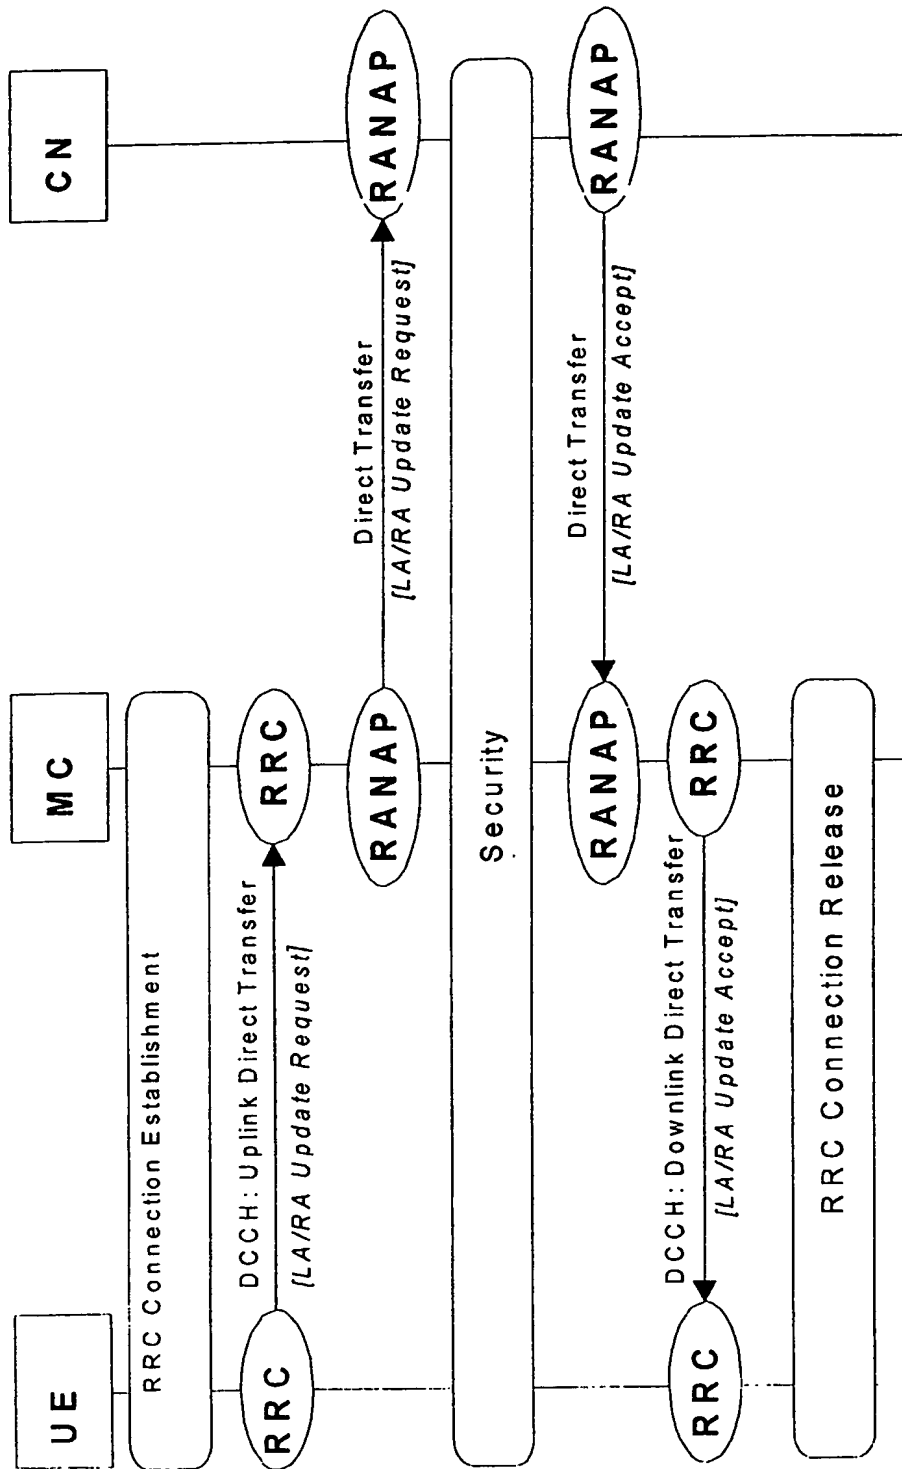 UE
MC
CN
RRC Connection Establishment
DCCH: Uplink Direct Transfer
RRC
RRC
[LA/RA Update Request]
Direct Transfer
RANAP
RANAP
[LA/RA Update Request]
Security
Direct Transfer
RANAP
RANAP
[LA/RA Update Accept]
DCCH: Downlink Direct Transfer
RRC
RRC
[LA/RA Update Accept]
RRC Connection Release